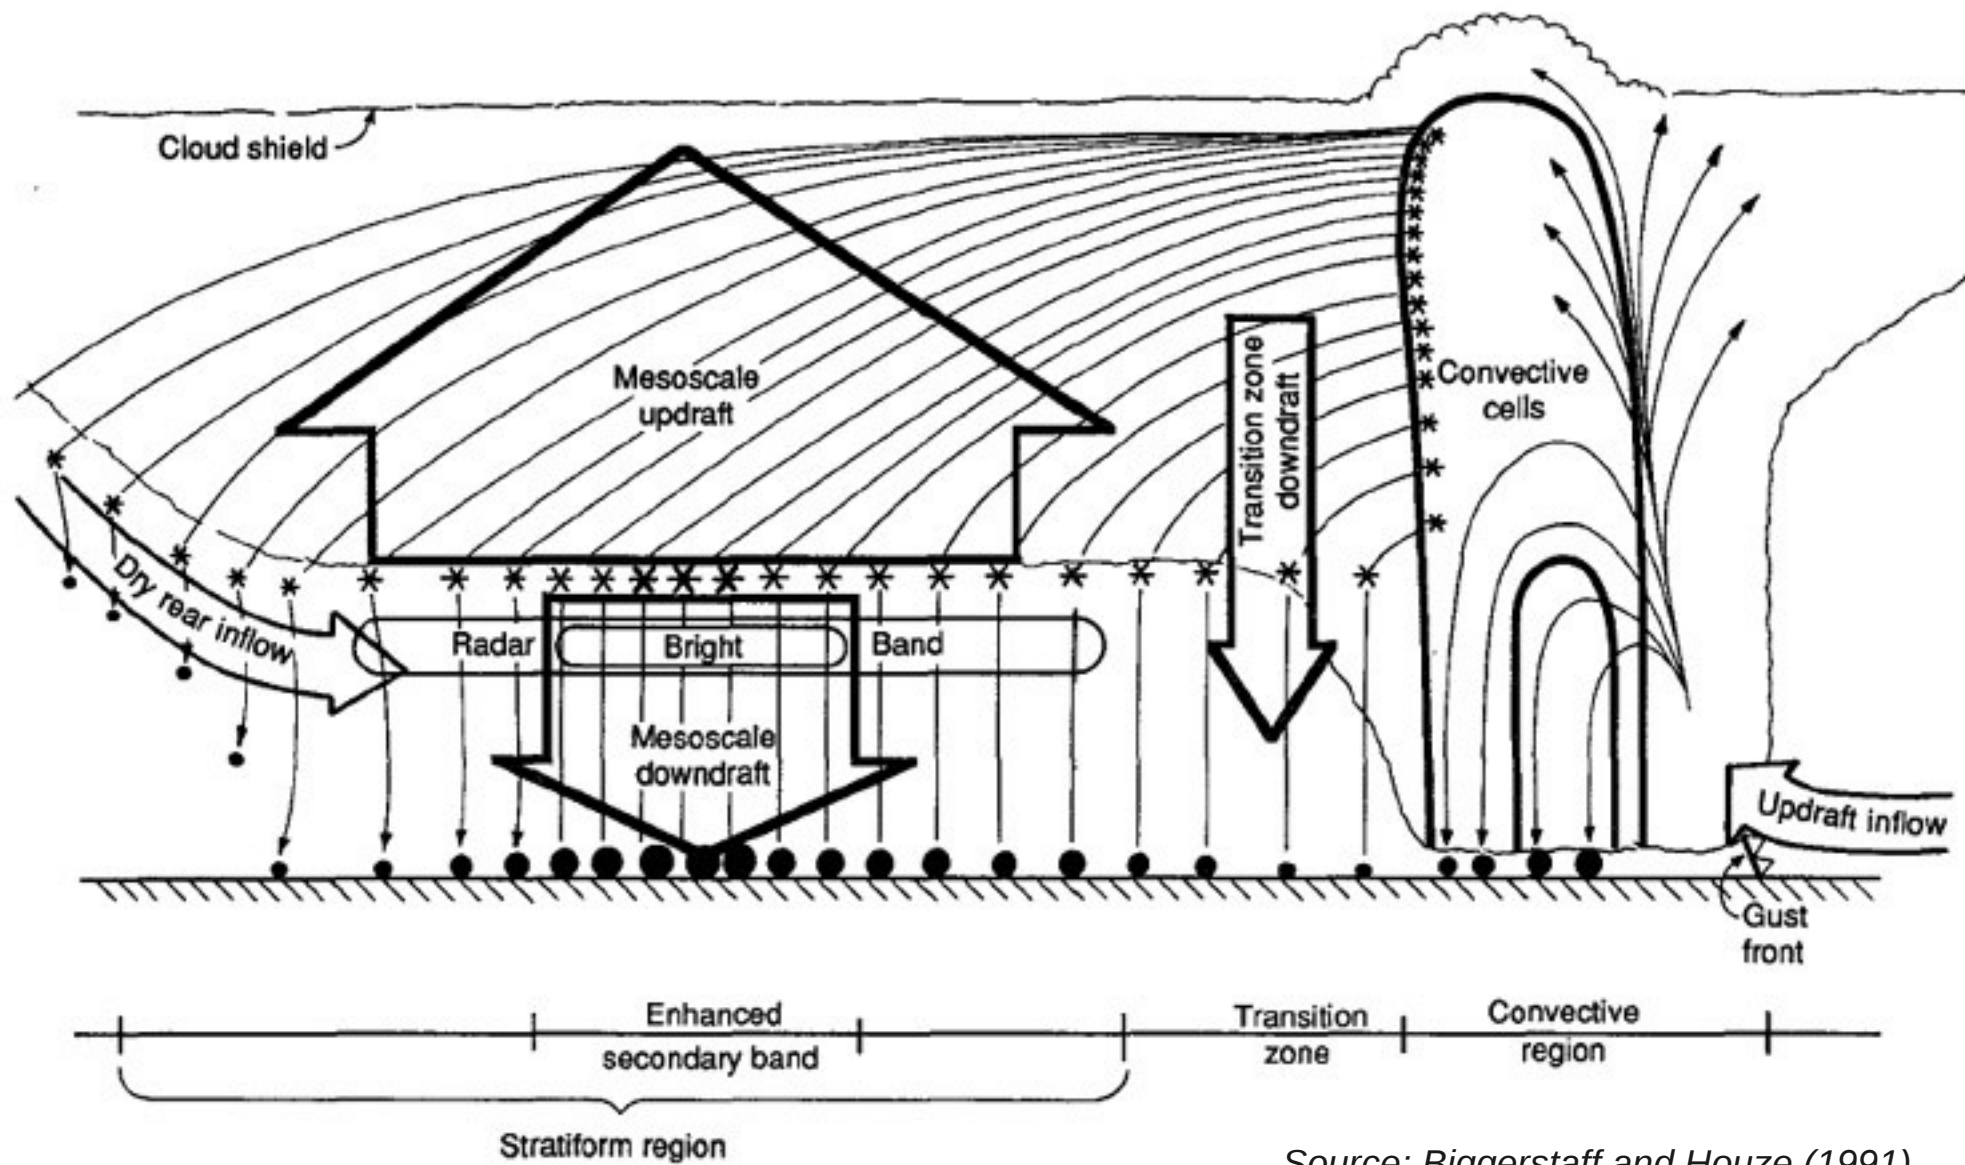 Cloud shield
Mesoscale
updraft
Transition zone
downdraft
Convective
cells
Dry rear inflow
Radar
Bright
Band
Mesoscale
downdraft
Updraft inflow
Gust
front
Enhanced
secondary band
Transition
zone
Convective
region
Stratiform region
Source: Biggerstaff and Houze (1991)